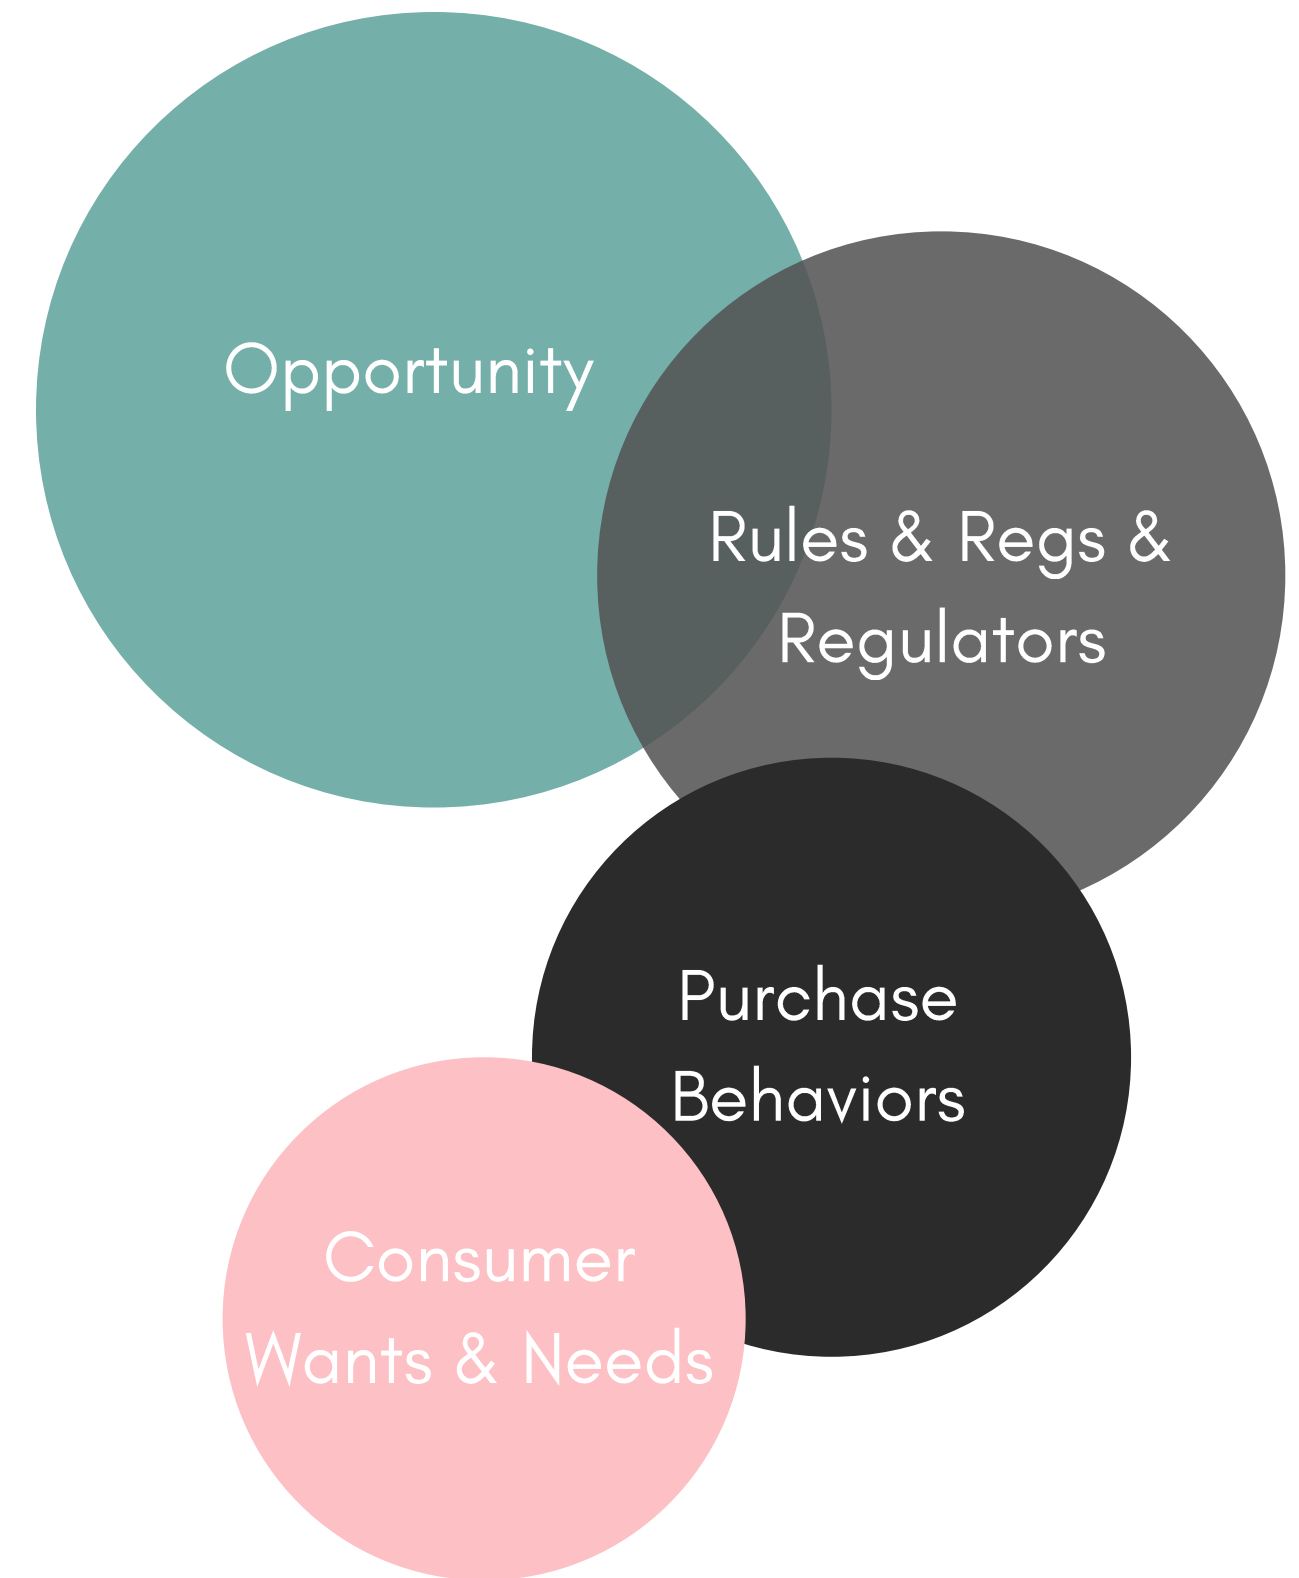 Opportunity
Rules & Regs &
Regulators
Purchase
Behaviors
Consumer
Wants & Needs